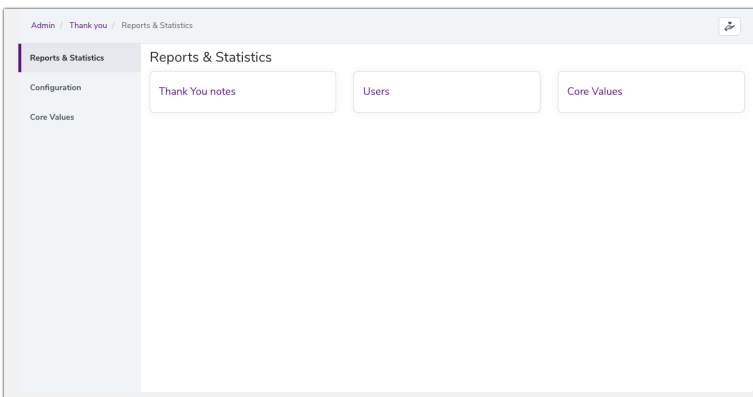 Admin / Thank you / Reports & Statistics
Reports & Statistics
Configuration
Core Values
Reports & Statistics
Thank You notes
Users
Core Values